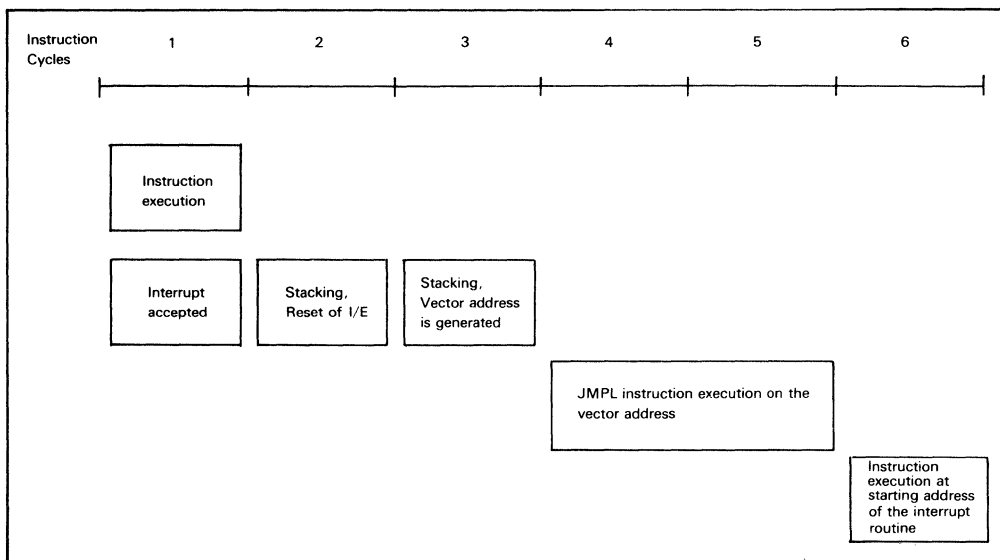 Instruction
Cycles
1 2 3 4 5 6
Instruction
execution
Interrupt
accepted
Stacking,
Reset of I/E
Stacking,
Vector address
is generated
JMPL instruction execution on the
vector address
Instruction
execution at
starting address
of the interrupt
routine